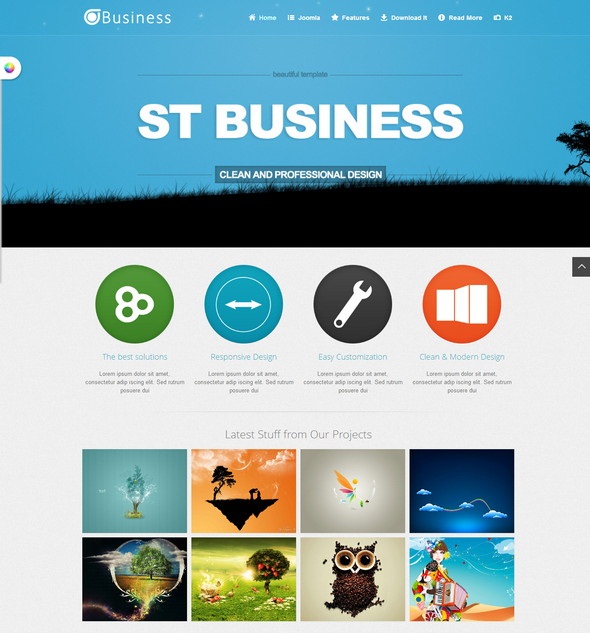 Business
Home Joomla Features Download It Read More K2
beautiful template
ST BUSINESS
CLEAN AND PROFESSIONAL DESIGN
The best solutions Responsive Design Easy Customization Clean & Modern Design
Lorem ipsum dolor sit amet, Lorem ipsum dolor sit amet, Lorem ipsum dolor sit amet, Lorem ipsum dolor sit amet,
consectetur adip iscing elit. Sed rutrum consectetur adip iscing elit. Sed rutrum consectetur adip iscing elit. Sed rutrum consectetur adip iscing elit. Sed rutrum
posuere dui posuere dui posuere dui posuere dui
Latest Stuff from Our Projects